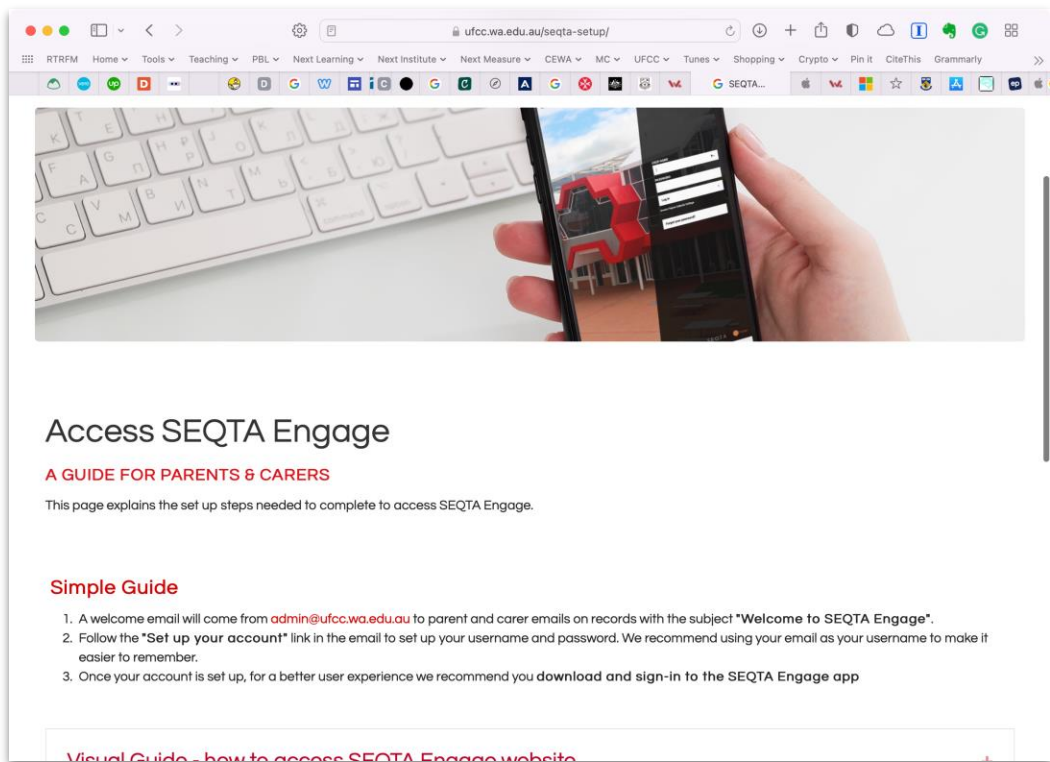 ufcc.wa.edu.au/seqta-setup/
RTRFM Home Tools Teaching PBL Next Learning Next Institute Next Measure CEWA MC UFCC Tunes Shopping Crypto Pin it CiteThis Grammarly
SEQTA...
Access SEQTA Engage
A GUIDE FOR PARENTS & CARERS
This page explains the set up steps needed to complete to access SEQTA Engage.
Simple Guide
1. A welcome email will come from admin@ufcc.wa.edu.au to parent and carer emails on records with the subject "Welcome to SEQTA Engage".
2. Follow the "Set up your account" link in the email to set up your username and password. We recommend using your email as your username to make it
easier to remember.
3. Once your account is set up, for a better user experience we recommend you download and sign-in to the SEQTA Engage app
Visual Guide - how to access SEQTA Engage website